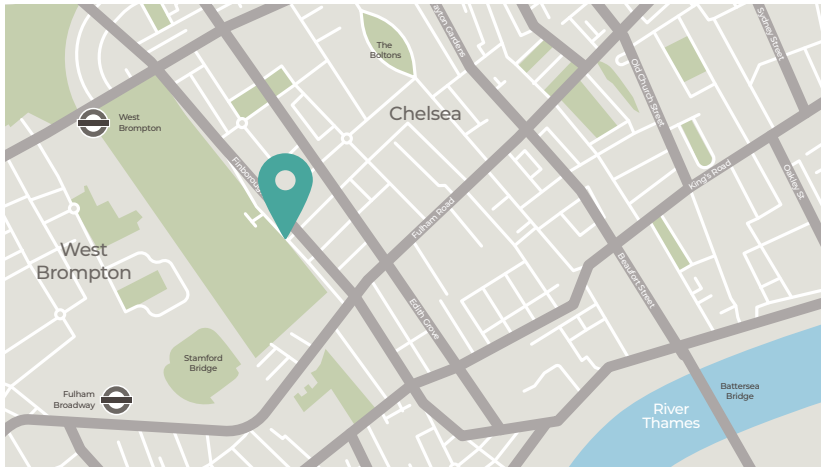 The
Boltons
Sydney Street
Old Church Street
Chelsea
West
Brompton
King's Road
Oakley St
Fulham Road
West
Brompton
Beaufort Street
Edith Grove
Stamford
Bridge
Fulham
Broadway
Battersea
Bridge
River
Thames